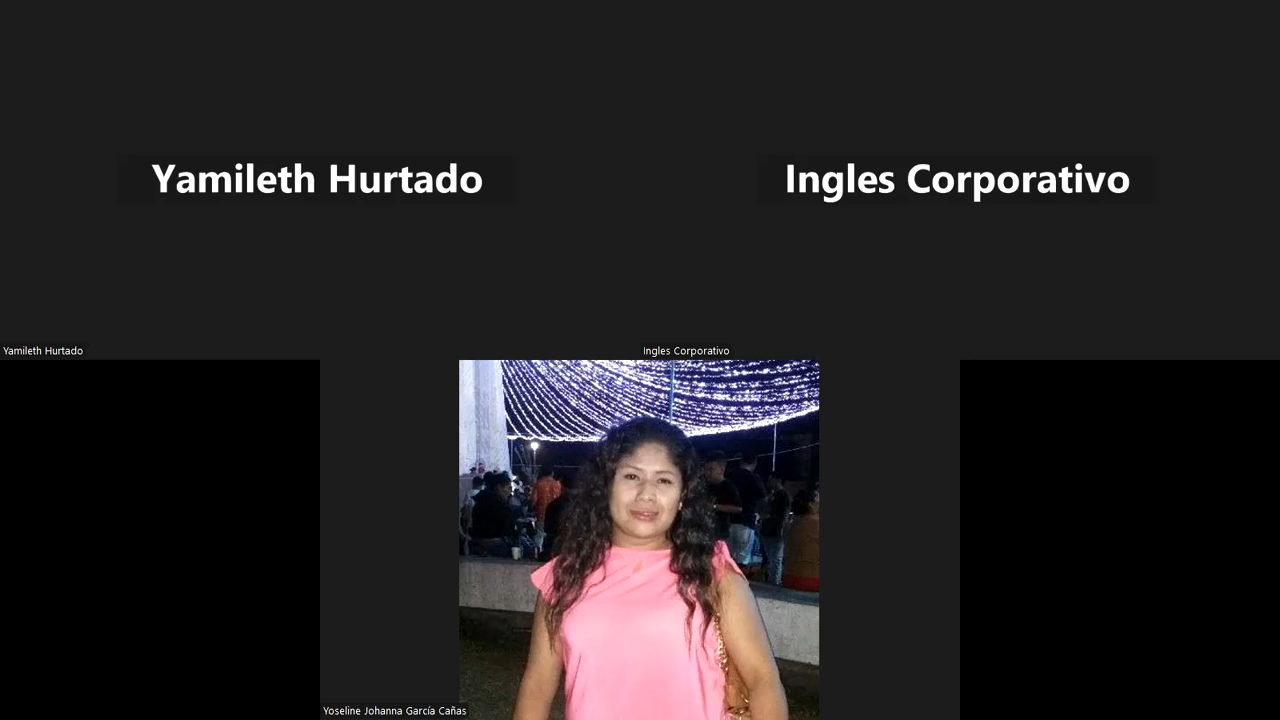 Yamileth Hurtado
Ingles Corporativo
Yamileth Hurtado
Ingles Corporativo
Yoseline Johanna García Cañas